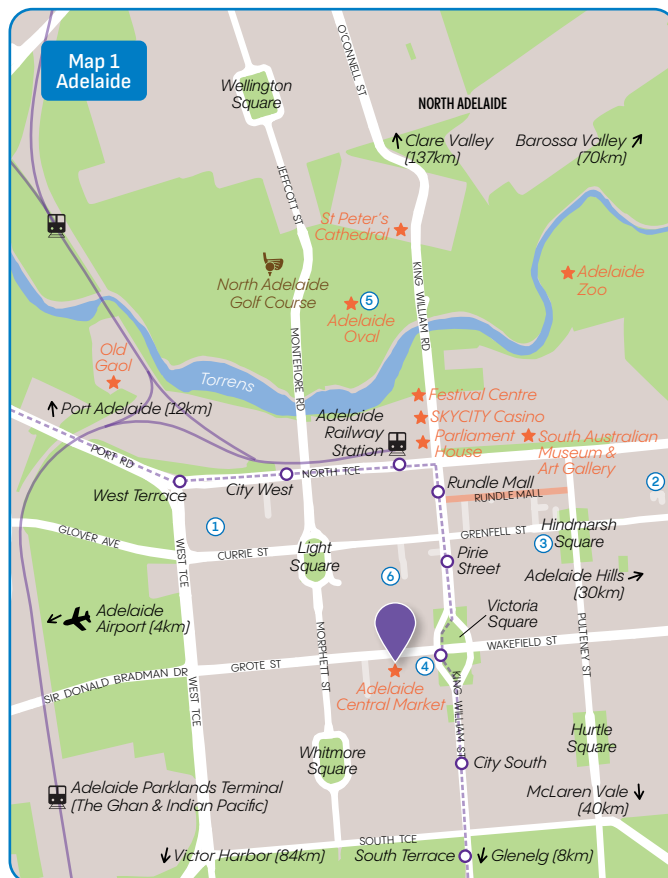 Map 1
Adelaide
O'CONNELL ST
Wellington
Square
NORTH ADELAIDE
Clare Valley
(137km)
Barossa Valley
(70km)
JEFFCOTT ST
St Peter's
Cathedral
KING WILLIAM RD
North Adelaide
Golf Course
5
Adelaide
Oval
Adelaide
Zoo
MONTEFIORE RD
Old
Gaol
Torrens
Port Adelaide (12km)
Festival Centre
SKYCITY Casino
Parliament
House
South Australian
Museum &
Art Gallery
Adelaide
Railway
Station
PORT RD
West Terrace
City West
NORTH TCE
Rundle Mall
RUNDLE MALL
2
1
GLOVER AVE
WEST TCE
CURRIE ST
Light
Square
GRENFELL ST
3
Hindmarsh
Square
Pirie
Street
6
Adelaide Hills
(30km)
Adelaide
Airport (4km)
Victoria
Square
MORPHETT ST
PULTENEY ST
WAKEFIELD ST
GROTE ST
4
SIR DONALD BRADMAN DR
WEST TCE
Adelaide
Central Market
KING WILLIAM ST
Whitmore
Square
Hurtle
Square
City South
Adelaide Parklands Terminal
(The Ghan & Indian Pacific)
McLaren Vale
(40km)
SOUTH TCE
Victor Harbor (84km)
South Terrace
Glenelg (8km)